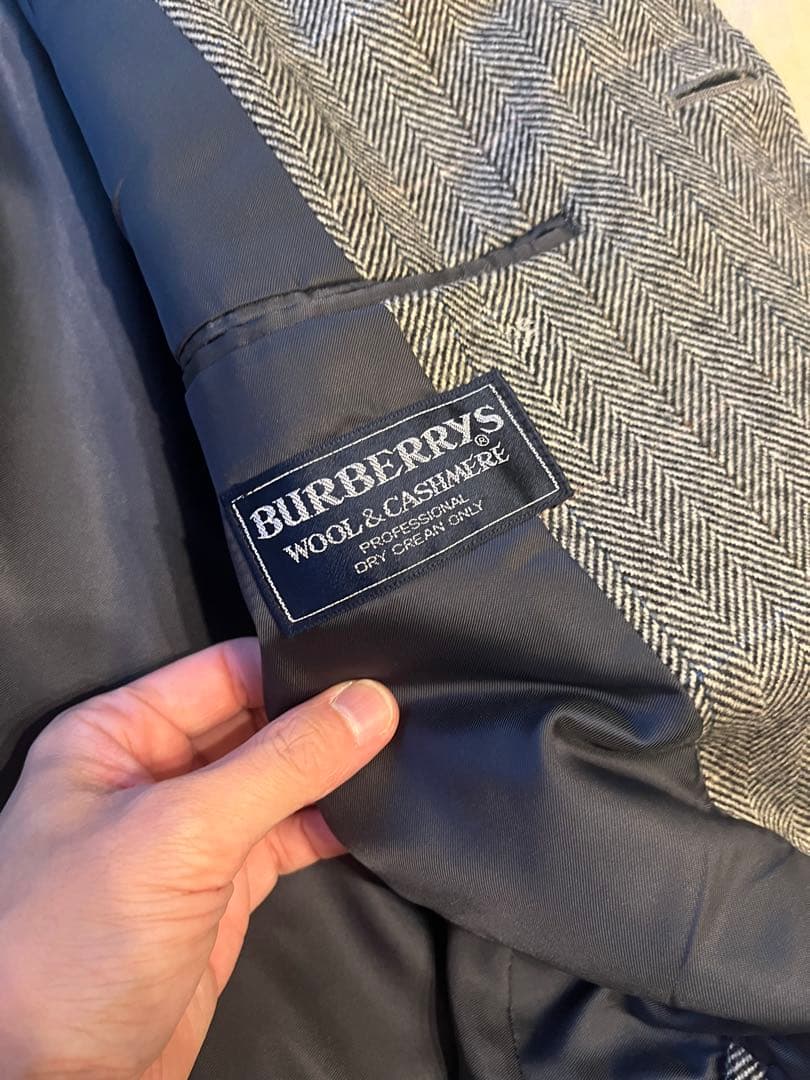 BURBERRYS®
WOOL & CASHMERE
PROFESSIONAL
DRY CREAN ONLY